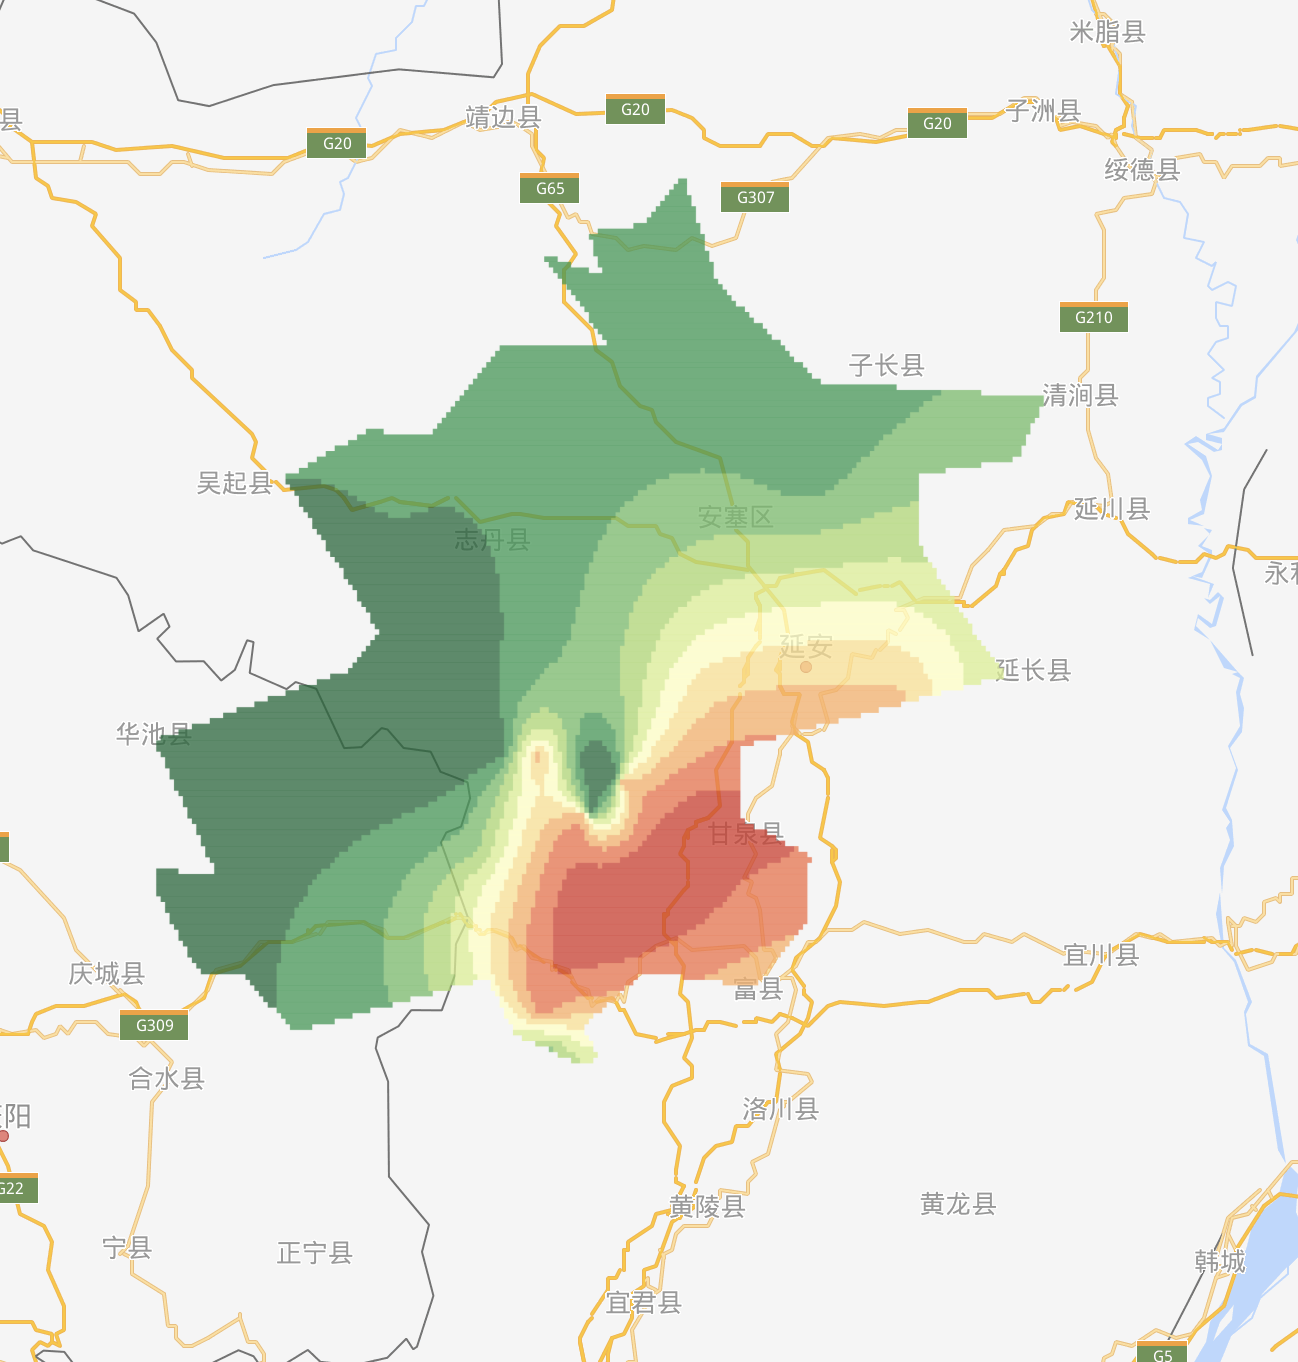 米脂县
靖边县
G20
子洲县
县
G20
G20
绥德县
G65
G307
G210
子长县
清涧县
吴起县
延川县
安塞区
志丹县
永和
延安
延长县
华池县
甘泉县
宜川县
庆城县
富县
G309
合水县
洛川县
阳
G22
黄陵县
黄龙县
宁县
正宁县
韩城
宜君县
G5